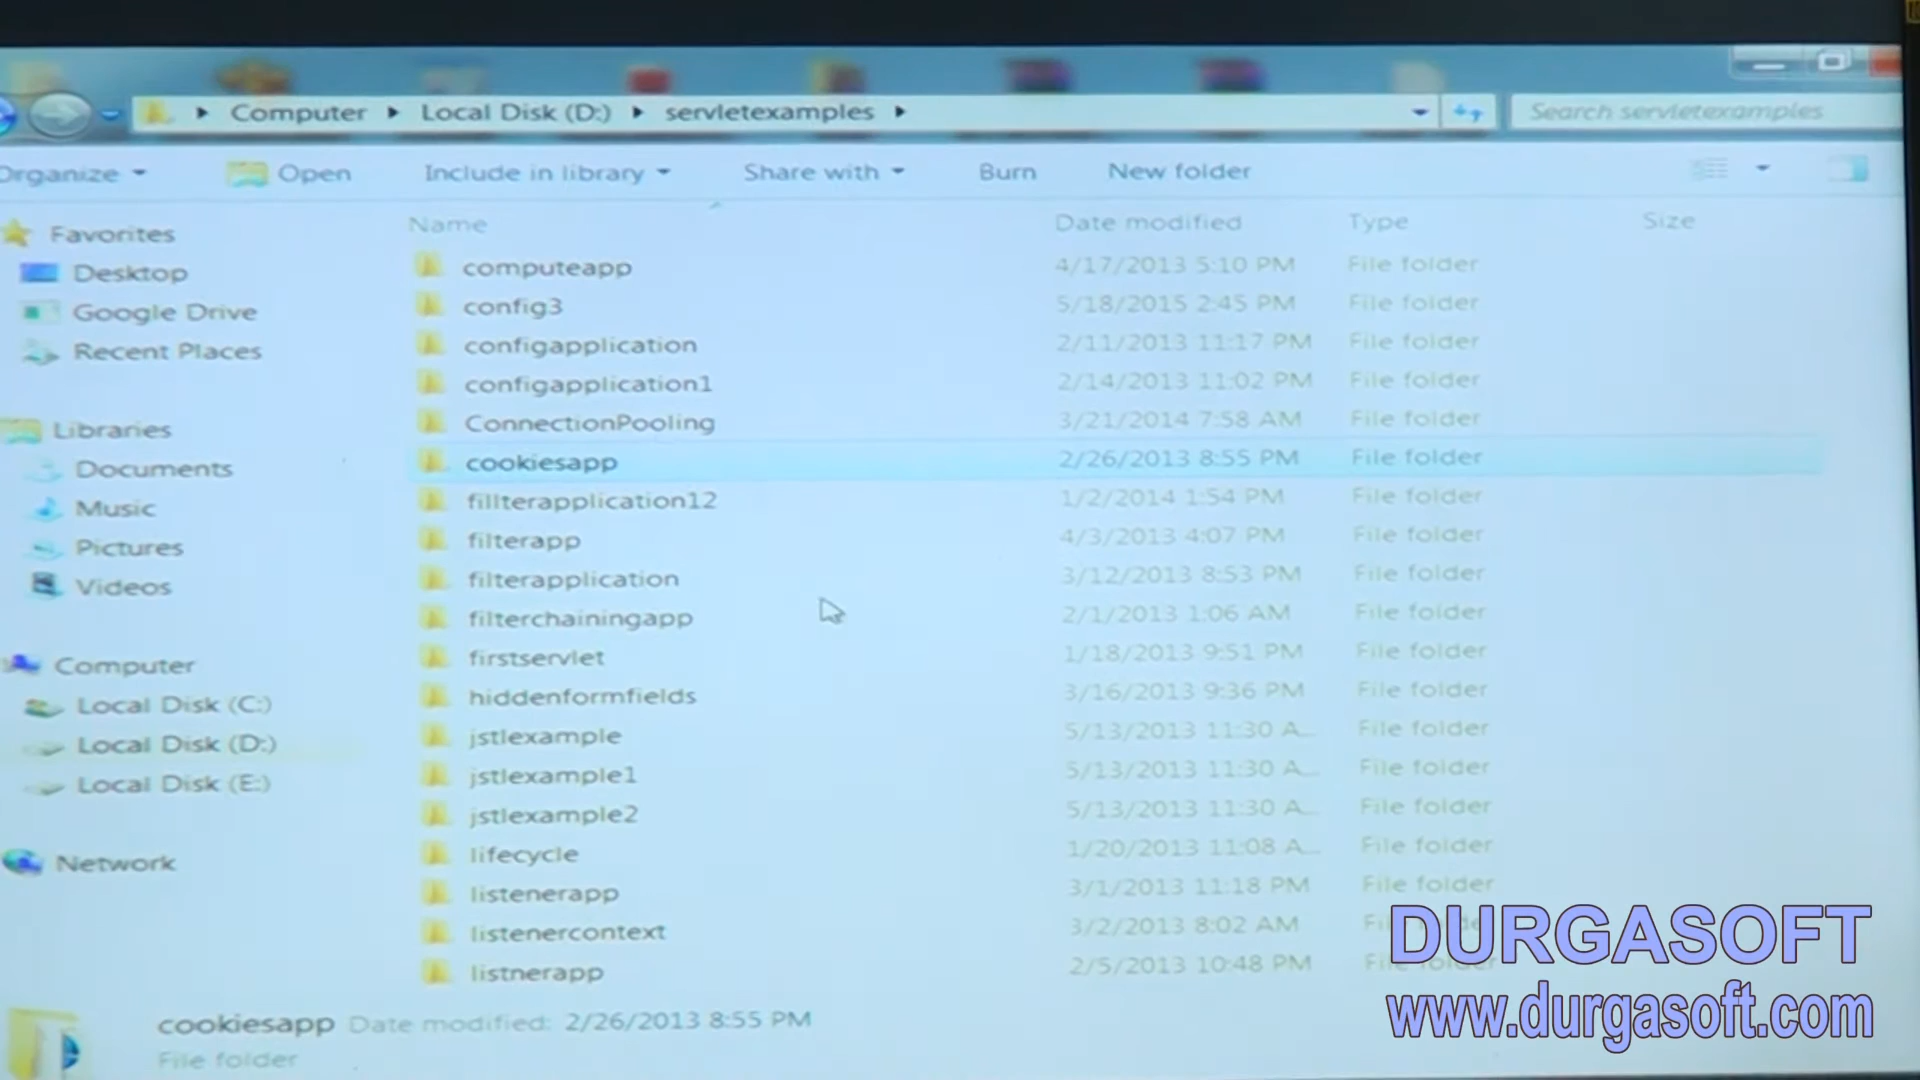 Computer Local Disk (D:) servletexamples Search servletexamples
Organize Open Include in library Share with Burn New folder
Name Date modified Type Size
computeapp 4/17/2013 5:10 PM File folder
config3 5/18/2015 2:45 PM File folder
configapplication 2/11/2013 11:17 PM File folder
configapplication1 2/14/2013 11:02 PM File folder
ConnectionPooling 3/21/2014 7:58 AM File folder
cookiesapp 2/26/2013 8:55 PM File folder
fillterapplication12 1/2/2014 1:54 PM File folder
filterapp 4/3/2013 4:07 PM File folder
filterapplication 3/12/2013 8:53 PM File folder
filterchainingapp 2/1/2013 1:06 AM File folder
firstservlet 1/18/2013 9:51 PM File folder
hiddenformfields 3/16/2013 9:36 PM File folder
jstlexample 5/13/2013 11:30 A... File folder
jstlexample1 5/13/2013 11:30 A... File folder
jstlexample2 5/13/2013 11:30 A... File folder
lifecycle 1/20/2013 11:08 A... File folder
listenerapp 3/1/2013 11:18 PM File folder
listenercontext 3/2/2013 8:02 AM
listnerapp 2/5/2013 10:48 PM
Favorites
Desktop
Google Drive
Recent Places
Libraries
Documents
Music
Pictures
Videos
Computer
Local Disk (C:)
Local Disk (D:)
Local Disk (E:)
Network
cookiesapp Date modified: 2/26/2013 8:55 PM
File folder
DURGASOFT
www.durgasoft.com